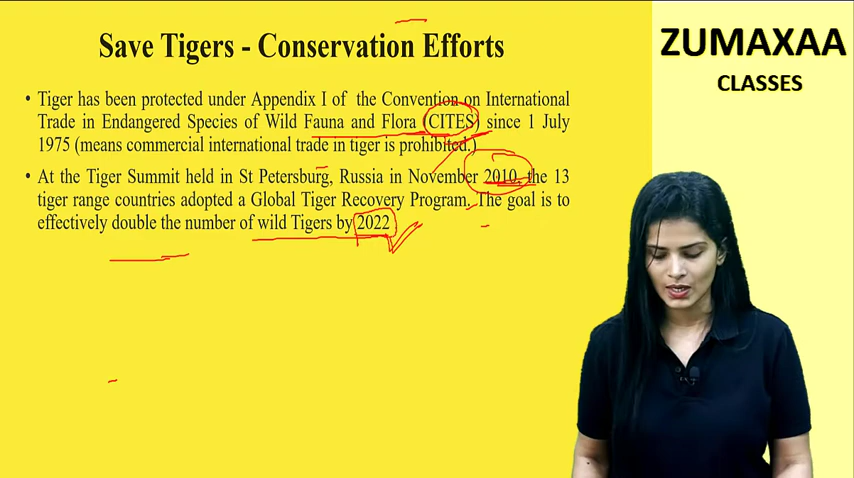 Save Tigers - Conservation Efforts
ZUMAXAA
CLASSES
• Tiger has been protected under Appendix I of the Convention on International
Trade in Endangered Species of Wild Fauna and Flora (CITES) since 1 July
1975 (means commercial international trade in tiger is prohibited.)
• At the Tiger Summit held in St Petersburg, Russia in November 2010, the 13
tiger range countries adopted a Global Tiger Recovery Program. The goal is to
effectively double the number of wild Tigers by 2022